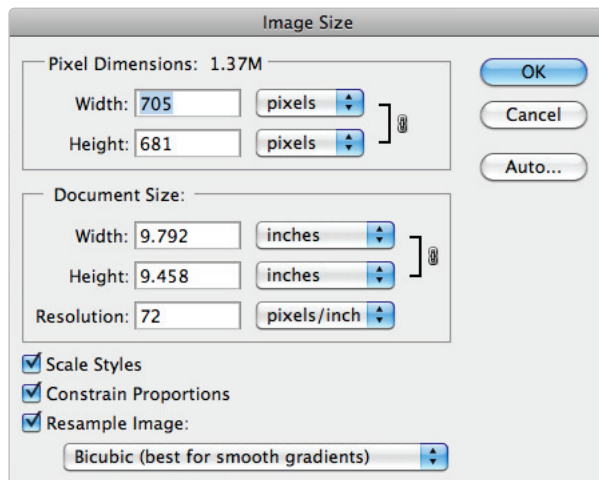 Image Size
Pixel Dimensions: 1.37M
Width: 705 pixels
Height: 681 pixels
OK
Cancel
Auto...
Document Size:
Width: 9.792 inches
Height: 9.458 inches
Resolution: 72 pixels/inch
Scale Styles
Constrain Proportions
Resample Image:
Bicubic (best for smooth gradients)